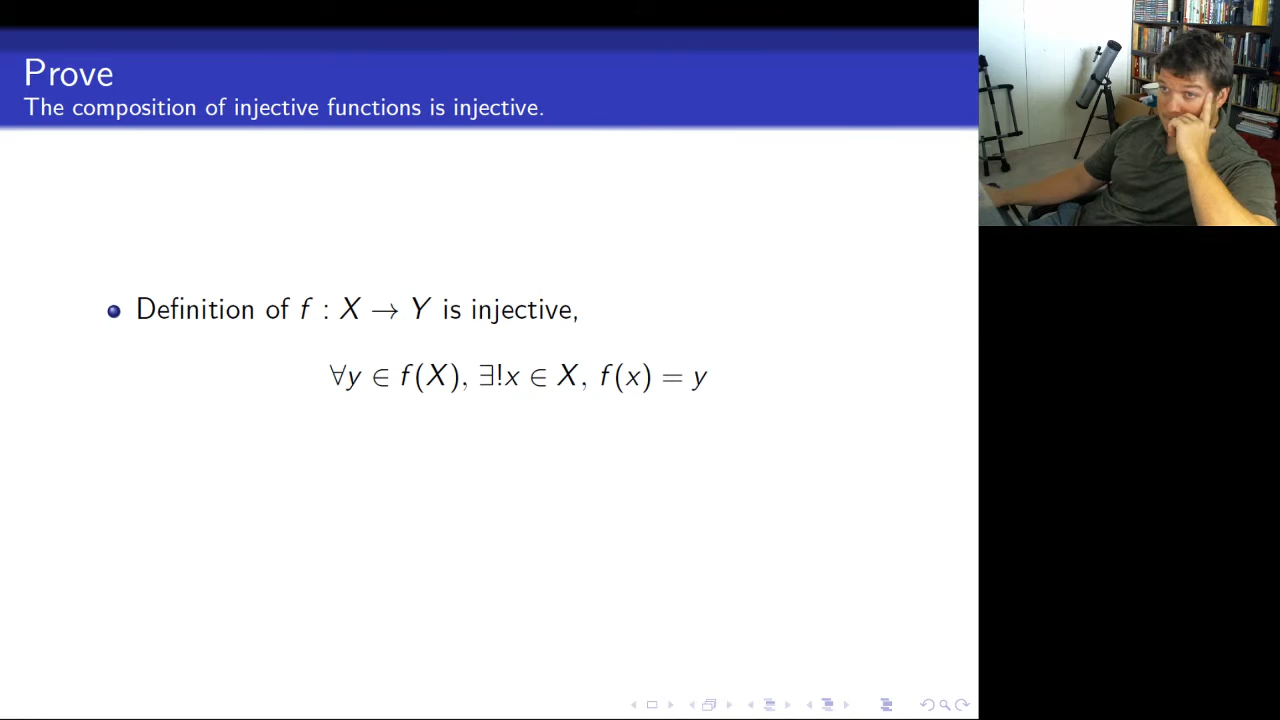 Prove
The composition of injective functions is injective.
Definition of f : X → Y is injective,
∀y ∈ f(X), ∃!x ∈ X, f(x) = y